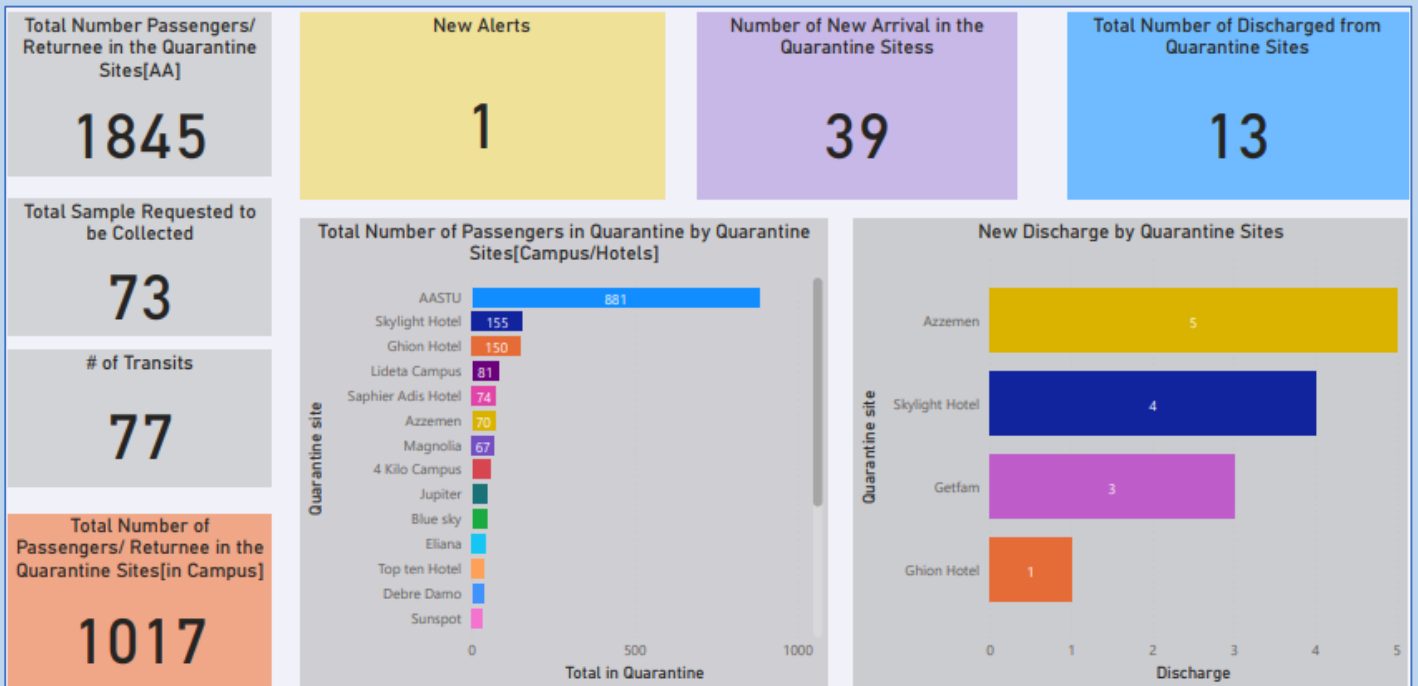 Total Number Passengers/
Returnee in the Quarantine
Sites[AA]
1845
New Alerts
1
Number of New Arrival in the
Quarantine Sitess
39
Total Number of Discharged from
Quarantine Sites
13
Total Sample Requested to
be Collected
73
# of Transits
77
Total Number of
Passengers/ Returnee in the
Quarantine Sites[in Campus]
1017
Total Number of Passengers in Quarantine by Quarantine
Sites[Campus/Hotels]
Quarantine site
AASTU 881
Skylight Hotel 155
Ghion Hotel 150
Lideta Campus 81
Saphier Adis Hotel 74
Azzemen 70
Magnolia 67
4 Kilo Campus
Jupiter
Blue sky
Eliana
Top ten Hotel
Debre Damo
Sunspot
0 500 1000
Total in Quarantine
New Discharge by Quarantine Sites
Quarantine site
Azzemen 5
Skylight Hotel 4
Getfam 3
Ghion Hotel 1
0 1 2 3 4 5
Discharge